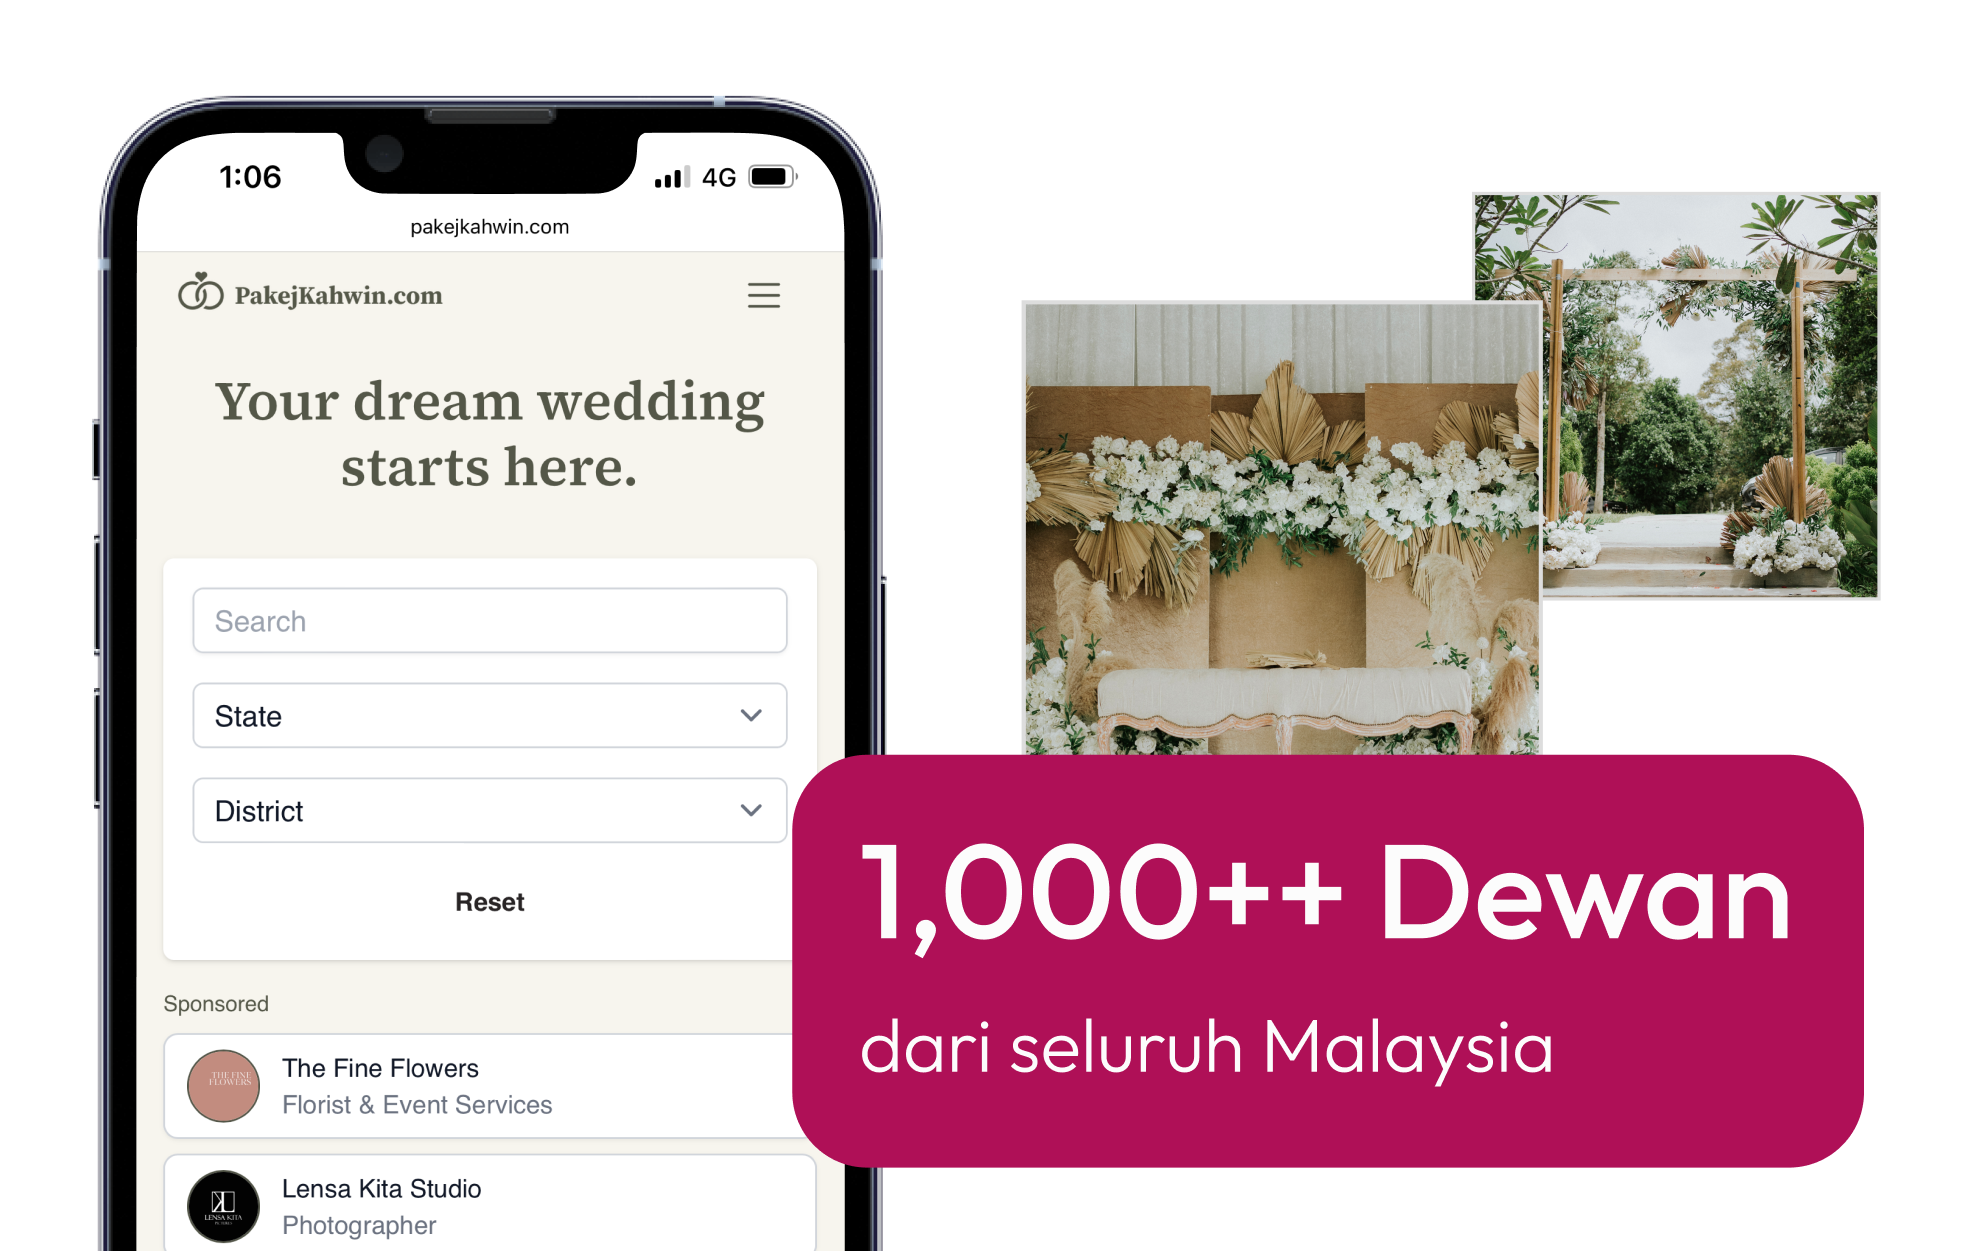 1:06
4G
pakejkahwin.com
PakejKahwin.com
Your dream wedding
starts here.
Search
State
District
Reset
Sponsored
THE FINE
FLOWERS
The Fine Flowers
Florist & Event Services
LENSA KITA
Lensa Kita Studio
Photographer
1,000++ Dewan
dari seluruh Malaysia